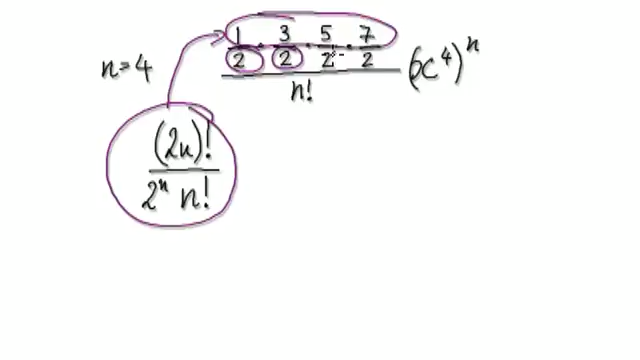 n=4
1/2 · 3/2 · 5/2 · 7/2
n!
(x⁴)ⁿ
(2n)!
2ⁿ n!